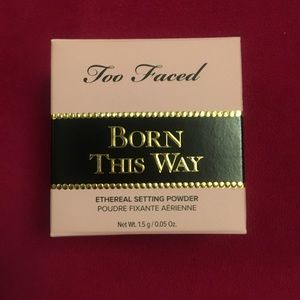 Too Faced
BORN
THIS WAY
ETHEREAL SETTING POWDER
POUDRE FIXANTE AÉRIENNE
Net Wt. 1.5 g / 0.05 Oz.